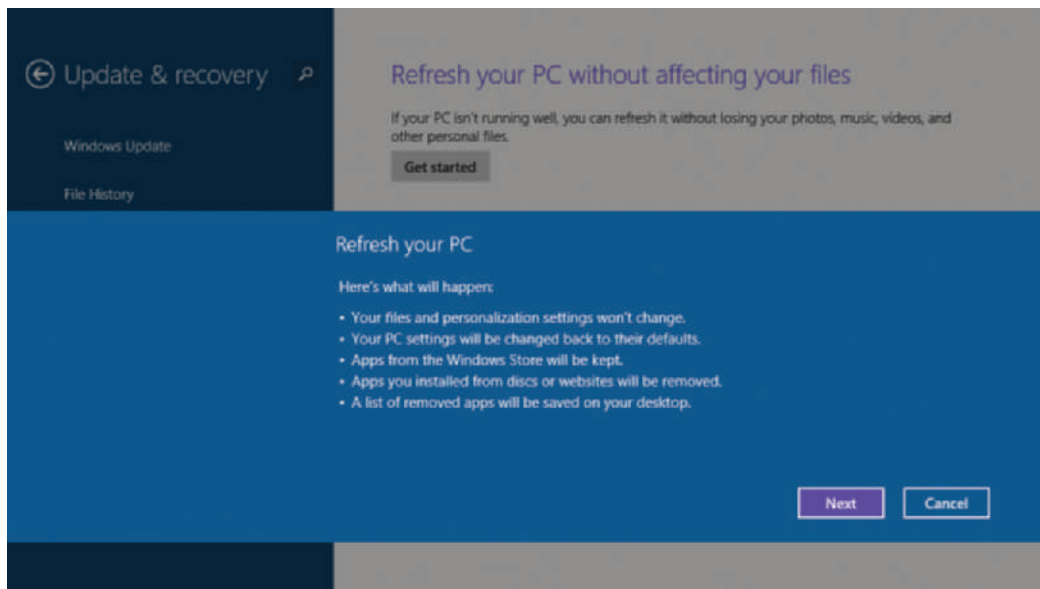 Update & recovery
Windows Update
File History
Refresh your PC without affecting your files
If your PC isn't running well, you can refresh it without losing your photos, music, videos, and
other personal files.
Get started
Refresh your PC
Here's what will happen:
• Your files and personalization settings won't change.
• Your PC settings will be changed back to their defaults.
• Apps from the Windows Store will be kept.
• Apps you installed from discs or websites will be removed.
• A list of removed apps will be saved on your desktop.
Next
Cancel